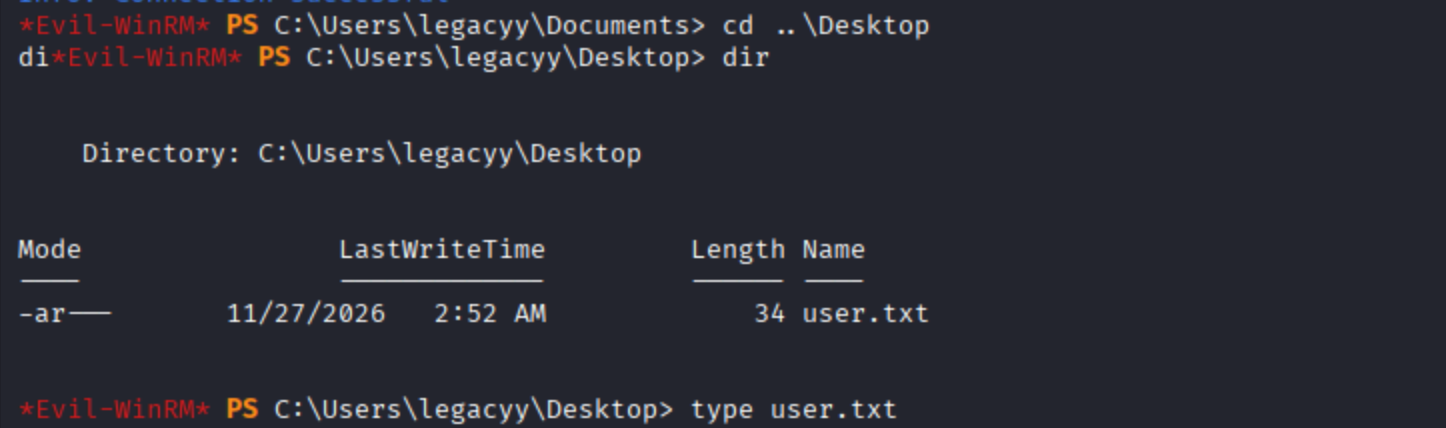 *Evil-WinRM* PS C:\Users\legacyy\Documents> cd ..\Desktop
di*Evil-WinRM* PS C:\Users\legacyy\Desktop> dir
Directory: C:\Users\legacyy\Desktop
Mode LastWriteTime Length Name
---- ------------- ------ ----
-ar--- 11/27/2026 2:52 AM 34 user.txt
*Evil-WinRM* PS C:\Users\legacyy\Desktop> type user.txt